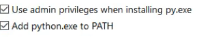 Use admin privileges when installing py.exe
Add python.exe to PATH